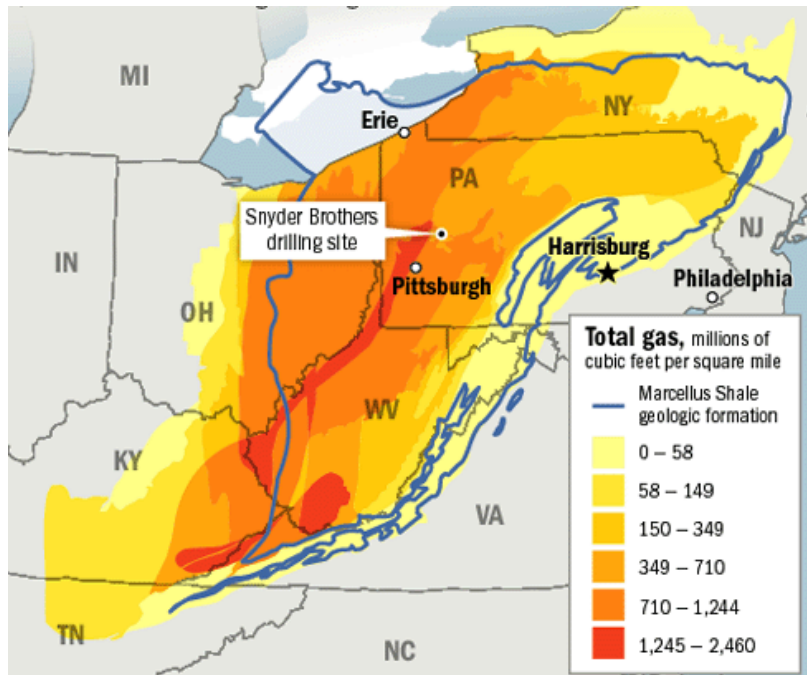 MI
NY
Erie
PA
Snyder Brothers
drilling site
NJ
Harrisburg
IN
Pittsburgh
Philadelphia
OH
Total gas, millions of
cubic feet per square mile
Marcellus Shale
geologic formation
WV
KY
0 – 58
VA
58 – 149
150 – 349
349 – 710
710 – 1,244
TN
1,245 – 2,460
NC